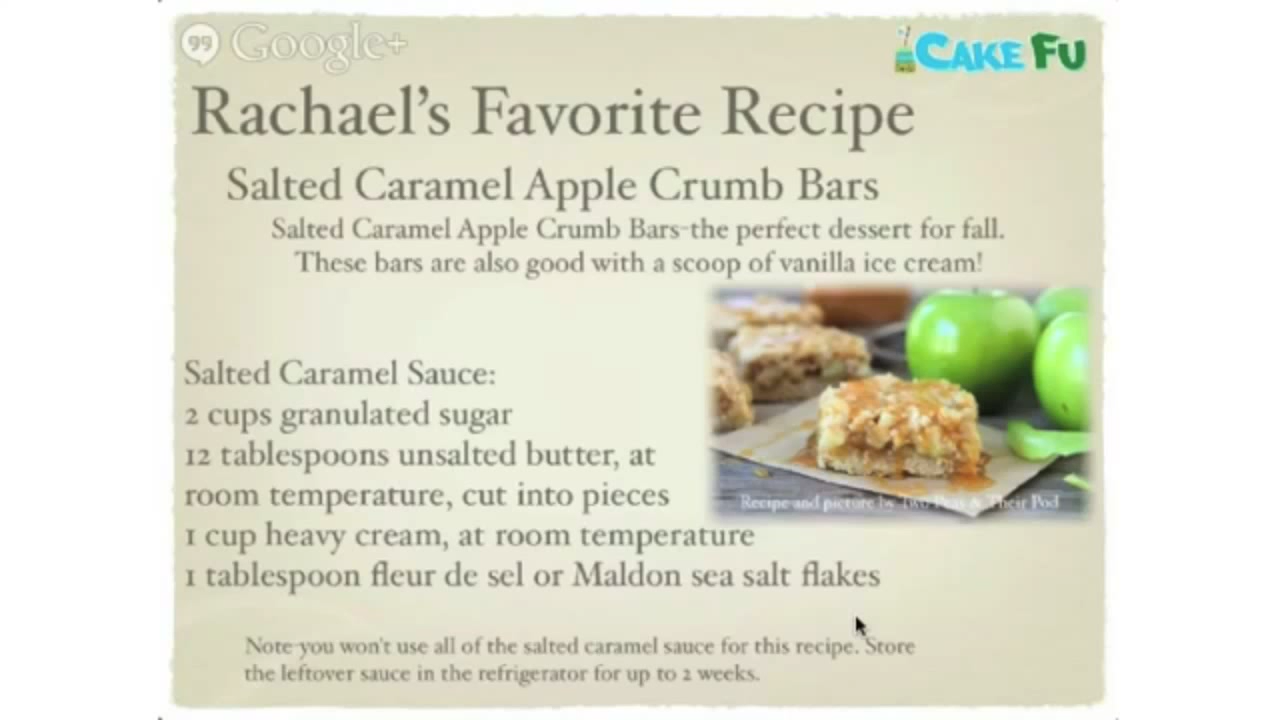 99 Google+
CAKE FU
Rachael's Favorite Recipe
Salted Caramel Apple Crumb Bars
Salted Caramel Apple Crumb Bars-the perfect dessert for fall.
These bars are also good with a scoop of vanilla ice cream!
Salted Caramel Sauce:
2 cups granulated sugar
12 tablespoons unsalted butter, at
room temperature, cut into pieces
1 cup heavy cream, at room temperature
1 tablespoon fleur de sel or Maldon sea salt flakes
Recipe and picture by Two Peas & Their Pod
Note-you won't use all of the salted caramel sauce for this recipe. Store
the leftover sauce in the refrigerator for up to 2 weeks.